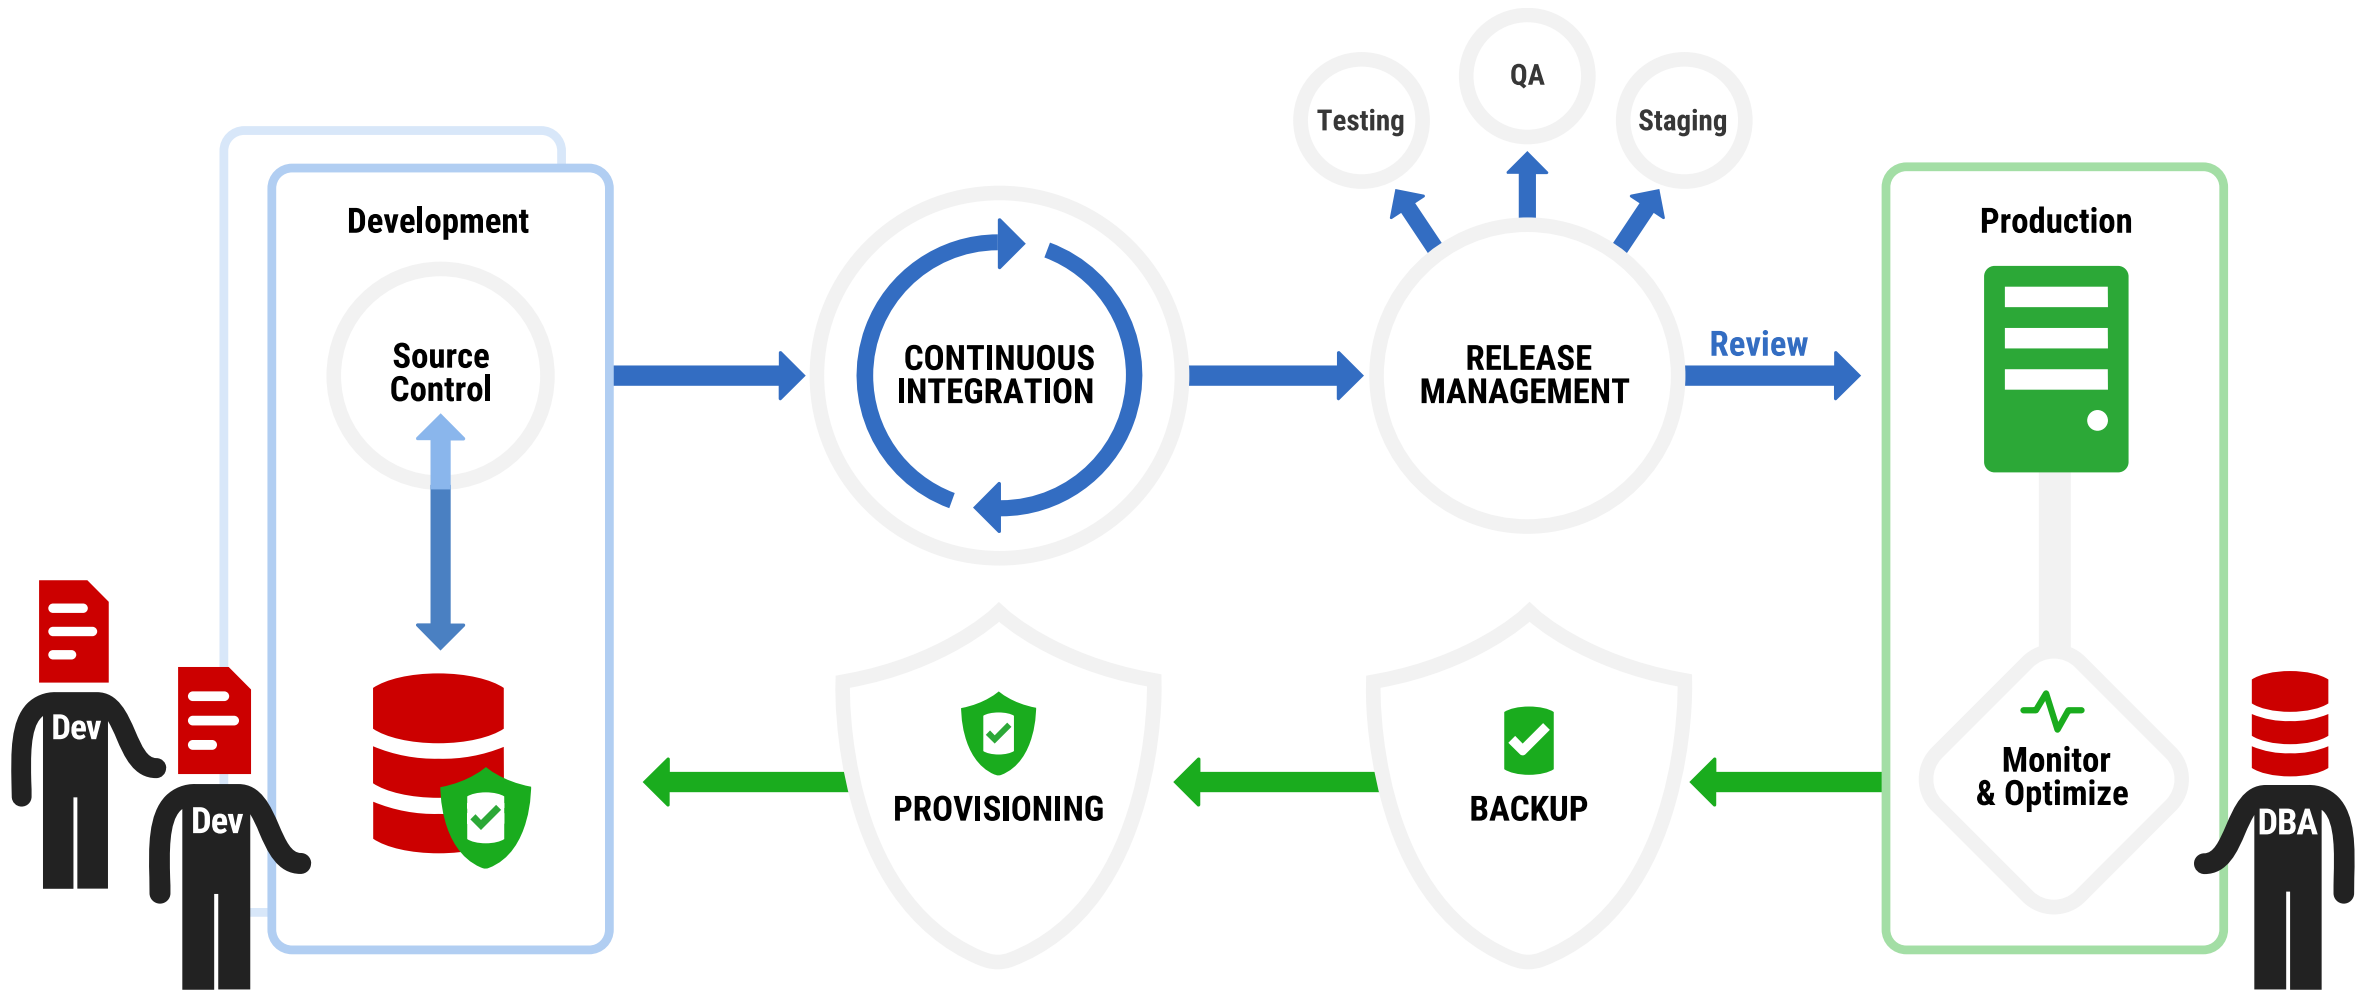 QA
Testing
Staging
Development
Production
Source
Control
CONTINUOUS
INTEGRATION
RELEASE
MANAGEMENT
Review
Dev
Dev
PROVISIONING
BACKUP
Monitor
& Optimize
DBA